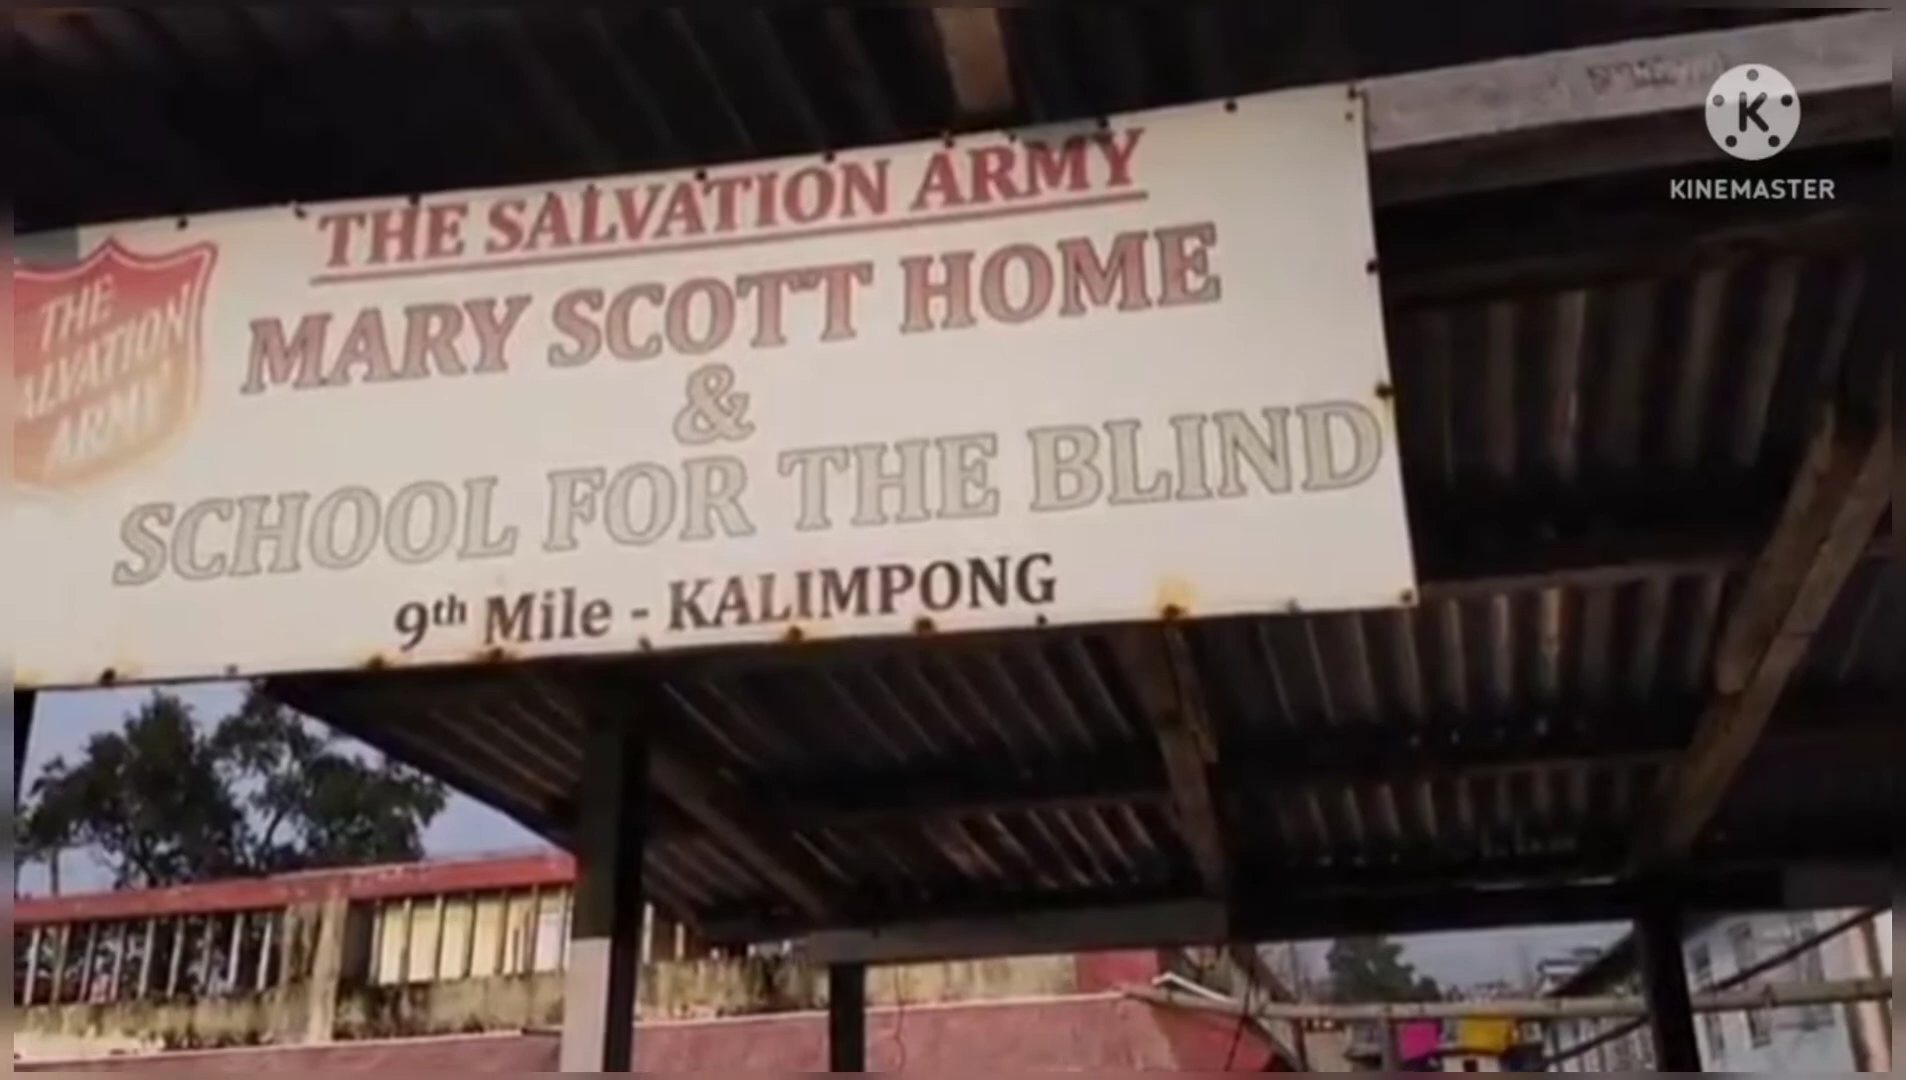 THE SALVATION ARMY
MARY SCOTT HOME
&
SCHOOL FOR THE BLIND
9th Mile - KALIMPONG
THE
SALVATION
ARMY
K
KINEMASTER